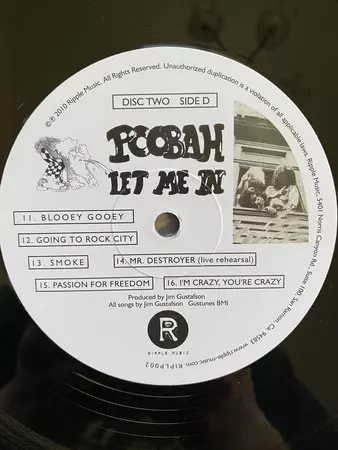 ℗© 2010 Ripple Music. All Rights Reserved. Unauthorized duplication is a violation of all applicable laws. Ripple Music, 5401 Norris Canyon Rd., Suite 100, San Ramon, Ca 94583 www.ripple-music.com RIPLP002
DISC TWO SIDE D
POOBAH
LET ME IN
11. BLOOEY GOOEY
12. GOING TO ROCK CITY
13. SMOKE
14. MR. DESTROYER (live rehearsal)
15. PASSION FOR FREEDOM
16. I'M CRAZY, YOU'RE CRAZY
Produced by Jim Gustafson
All songs by Jim Gustafson Gustunes BMI
R
RIPPLE MUSIC